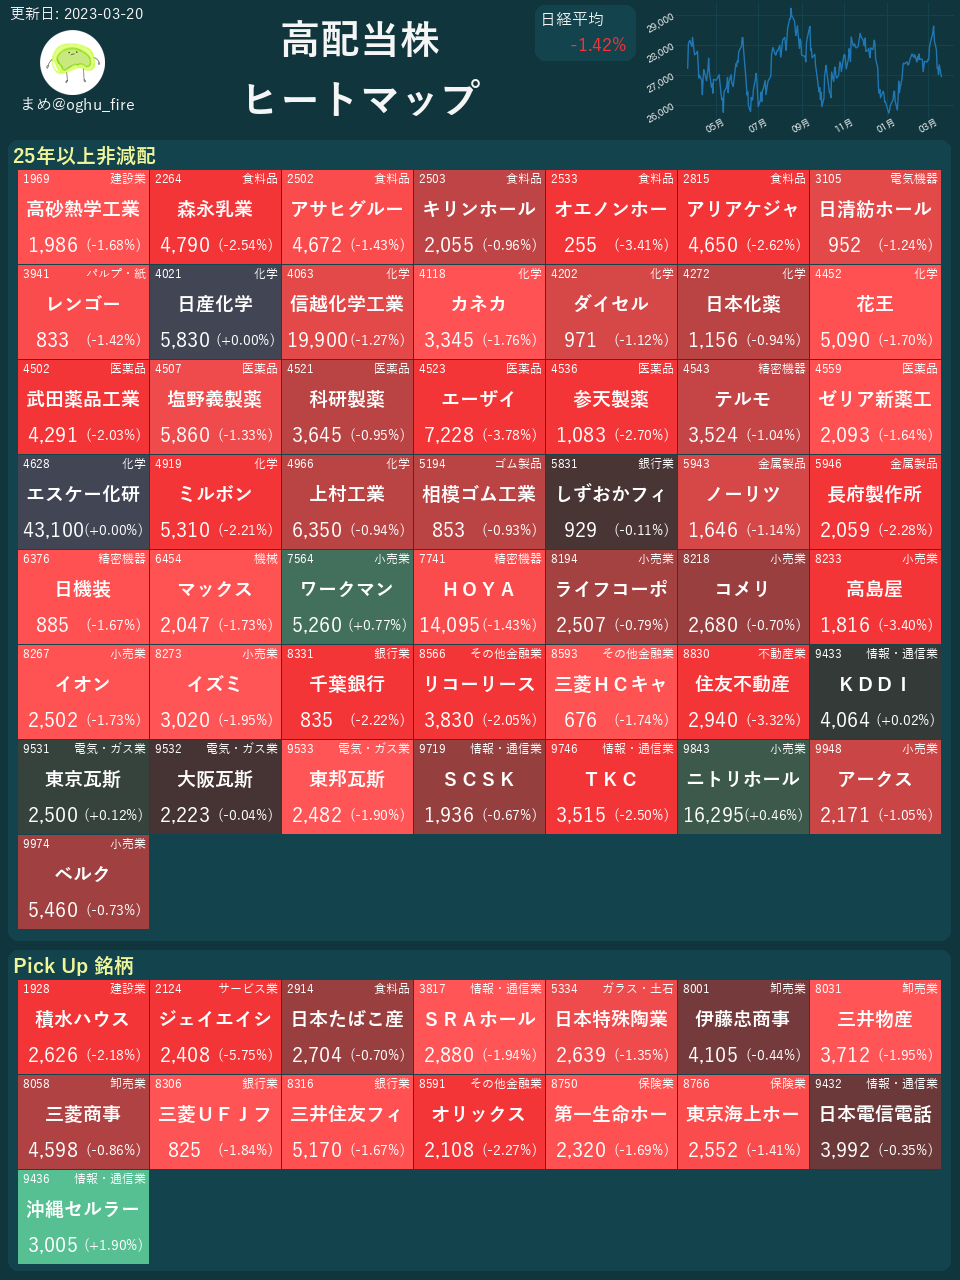 更新日: 2023-03-20
まめ@oghu_fire
高配当株
ヒートマップ
日経平均
-1.42%
29,000
28,000
27,000
26,000
05月 07月 09月 11月 01月 03月
25年以上非減配
1969 建設業 2264 食料品 2502 食料品 2503 食料品 2533 食料品 2815 食料品 3105 電気機器
高砂熱学工業 森永乳業 アサヒグルー キリンホール オエノンホー アリアケジャ 日清紡ホール
1,986 (-1.68%) 4,790 (-2.54%) 4,672 (-1.43%) 2,055 (-0.96%) 255 (-3.41%) 4,650 (-2.62%) 952 (-1.24%)
3941 パルプ・紙 4021 化学 4063 化学 4118 化学 4202 化学 4272 化学 4452 化学
レンゴー 日産化学 信越化学工業 カネカ ダイセル 日本化薬 花王
833 (-1.42%) 5,830 (+0.00%) 19,900 (-1.27%) 3,345 (-1.76%) 971 (-1.12%) 1,156 (-0.94%) 5,090 (-1.70%)
4502 医薬品 4507 医薬品 4521 医薬品 4523 医薬品 4536 医薬品 4543 精密機器 4559 医薬品
武田薬品工業 塩野義製薬 科研製薬 エーザイ 参天製薬 テルモ ゼリア新薬工
4,291 (-2.03%) 5,860 (-1.33%) 3,645 (-0.95%) 7,228 (-3.78%) 1,083 (-2.70%) 3,524 (-1.04%) 2,093 (-1.64%)
4628 化学 4919 化学 4966 化学 5194 ゴム製品 5831 銀行業 5943 金属製品 5946 金属製品
エスケー化研 ミルボン 上村工業 相模ゴム工業 しずおかフィ ノーリツ 長府製作所
43,100 (+0.00%) 5,310 (-2.21%) 6,350 (-0.94%) 853 (-0.93%) 929 (-0.11%) 1,646 (-1.14%) 2,059 (-2.28%)
6376 精密機器 6454 機械 7564 小売業 7741 精密機器 8194 小売業 8218 小売業 8233 小売業
日機装 マックス ワークマン ＨＯＹＡ ライフコーポ コメリ 高島屋
885 (-1.67%) 2,047 (-1.73%) 5,260 (+0.77%) 14,095 (-1.43%) 2,507 (-0.79%) 2,680 (-0.70%) 1,816 (-3.40%)
8267 小売業 8273 小売業 8331 銀行業 8566 その他金融業 8593 その他金融業 8830 不動産業 9433 情報・通信業
イオン イズミ 千葉銀行 リコーリース 三菱ＨＣキャ 住友不動産 ＫＤＤＩ
2,502 (-1.73%) 3,020 (-1.95%) 835 (-2.22%) 3,830 (-2.05%) 676 (-1.74%) 2,940 (-3.32%) 4,064 (+0.02%)
9531 電気・ガス業 9532 電気・ガス業 9533 電気・ガス業 9719 情報・通信業 9746 情報・通信業 9843 小売業 9948 小売業
東京瓦斯 大阪瓦斯 東邦瓦斯 ＳＣＳＫ ＴＫＣ ニトリホール アークス
2,500 (+0.12%) 2,223 (-0.04%) 2,482 (-1.90%) 1,936 (-0.67%) 3,515 (-2.50%) 16,295 (+0.46%) 2,171 (-1.05%)
9974 小売業
ベルク
5,460 (-0.73%)
Pick Up 銘柄
1928 建設業 2124 サービス業 2914 食料品 3817 情報・通信業 5334 ガラス・土石 8001 卸売業 8031 卸売業
積水ハウス ジェイエイシ 日本たばこ産 ＳＲＡホール 日本特殊陶業 伊藤忠商事 三井物産
2,626 (-2.18%) 2,408 (-5.75%) 2,704 (-0.70%) 2,880 (-1.94%) 2,639 (-1.35%) 4,105 (-0.44%) 3,712 (-1.95%)
8058 卸売業 8306 銀行業 8316 銀行業 8591 その他金融業 8750 保険業 8766 保険業 9432 情報・通信業
三菱商事 三菱ＵＦＪフ 三井住友フィ オリックス 第一生命ホー 東京海上ホー 日本電信電話
4,598 (-0.86%) 825 (-1.84%) 5,170 (-1.67%) 2,108 (-2.27%) 2,320 (-1.69%) 2,552 (-1.41%) 3,992 (-0.35%)
9436 情報・通信業
沖縄セルラー
3,005 (+1.90%)